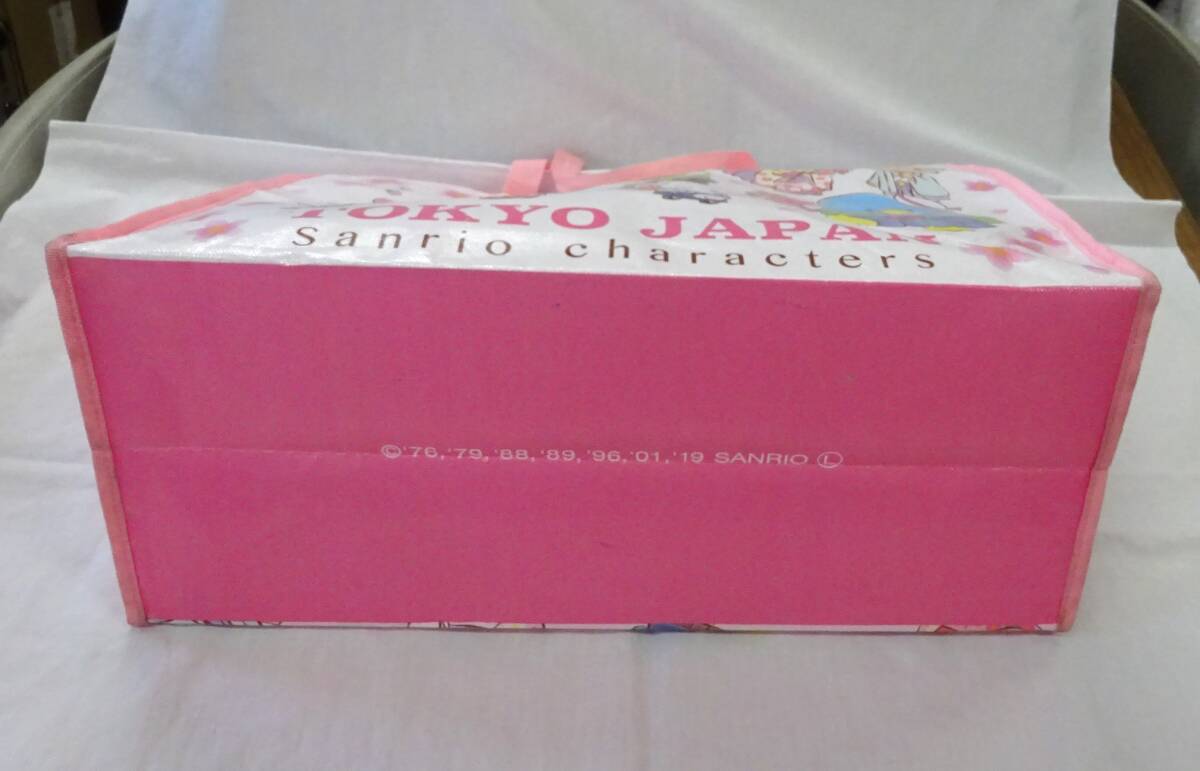 TOKYO JAPAN
Sanrio characters
©'76,'79,'88,'89,'96,'01,'19 SANRIO Ⓛ